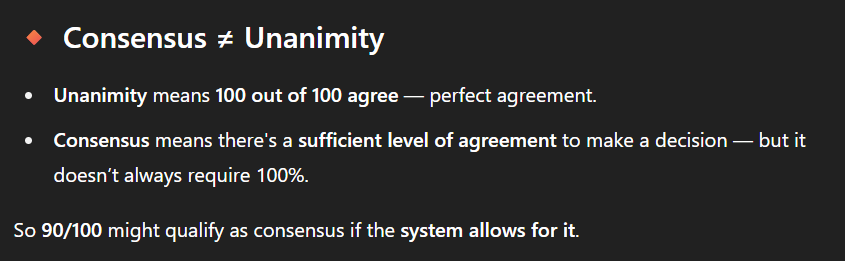 🔸 Consensus ≠ Unanimity
• Unanimity means 100 out of 100 agree — perfect agreement.
• Consensus means there's a sufficient level of agreement to make a decision — but it
doesn’t always require 100%.
So 90/100 might qualify as consensus if the system allows for it.